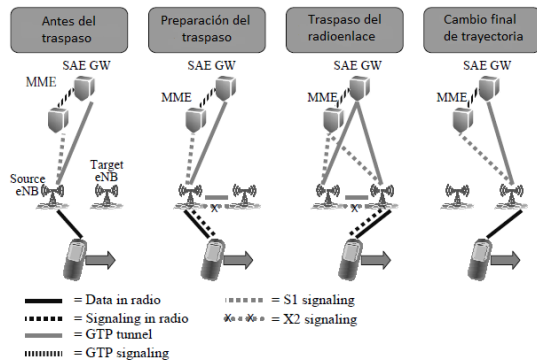 Antes del
traspaso
Preparación del
traspaso
Traspaso del
radioenlace
Cambio final
de trayectoria
SAE GW
MME
Source
eNB
Target
eNB
SAE GW
MME
X
SAE GW
MME
X
SAE GW
MME
= Data in radio
= Signaling in radio
= GTP tunnel
= GTP signaling
= S1 signaling
X X = X2 signaling